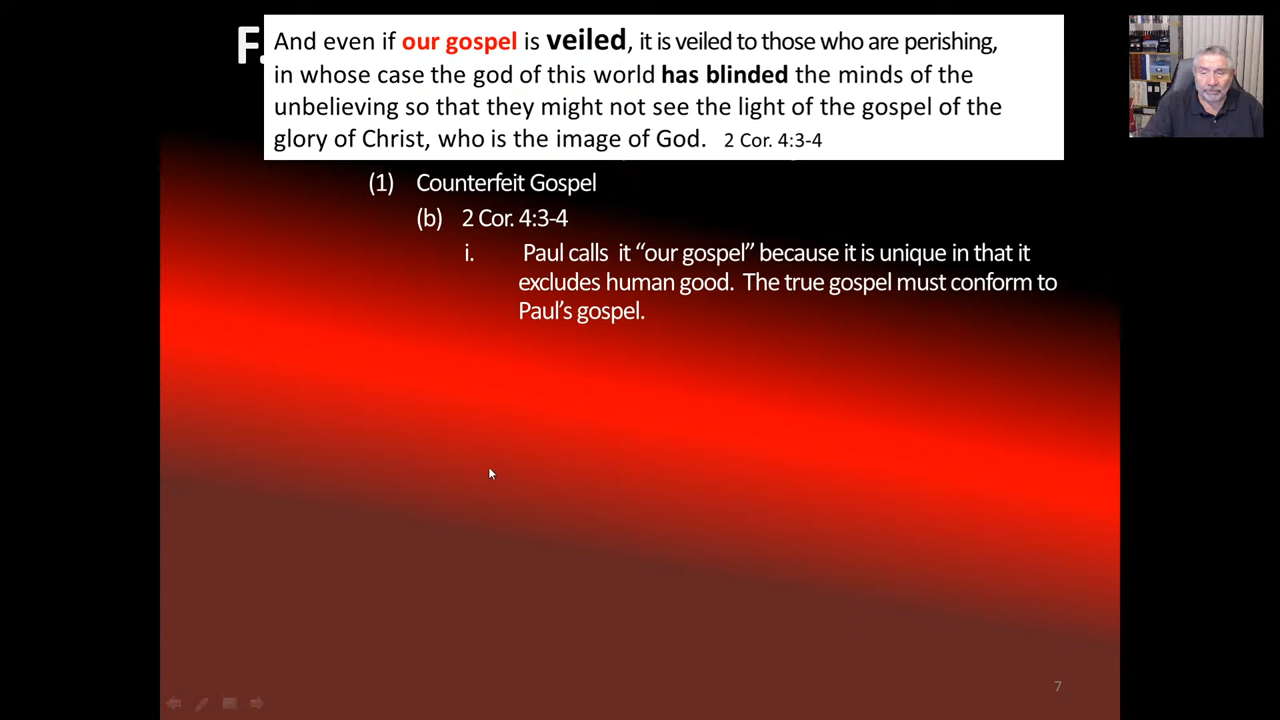 F.
And even if our gospel is veiled, it is veiled to those who are perishing,
in whose case the god of this world has blinded the minds of the
unbelieving so that they might not see the light of the gospel of the
glory of Christ, who is the image of God. 2 Cor. 4:3-4
(1) Counterfeit Gospel
(b) 2 Cor. 4:3-4
i. Paul calls it “our gospel” because it is unique in that it
excludes human good. The true gospel must conform to
Paul’s gospel.
7